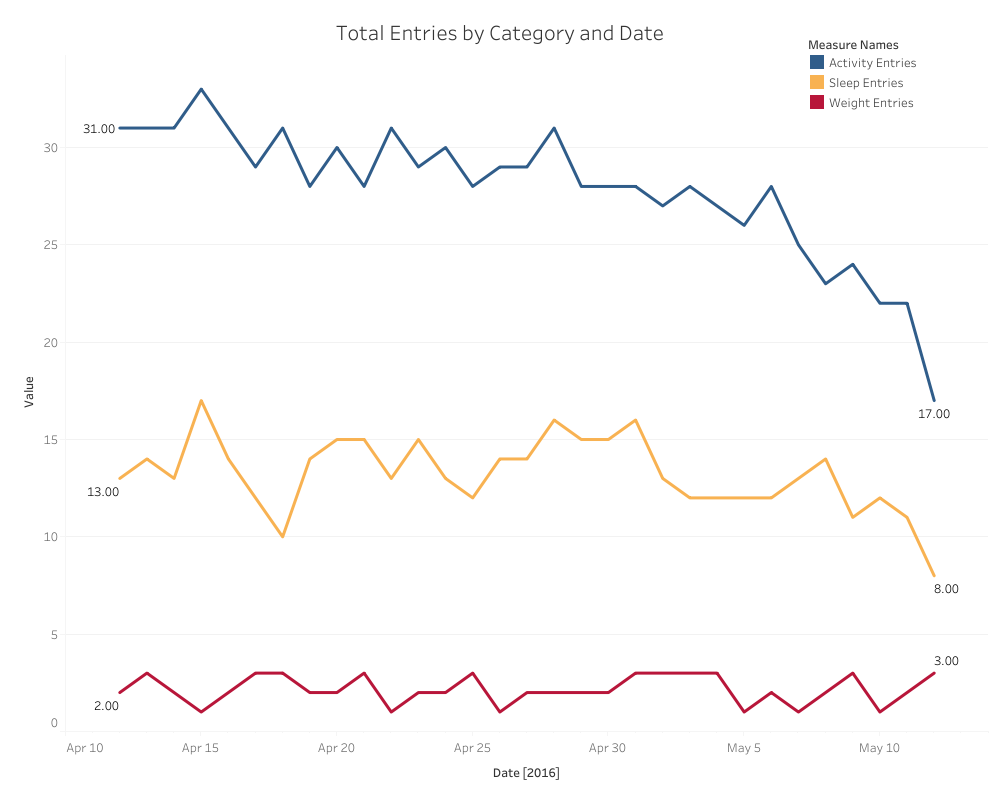 Total Entries by Category and Date
Measure Names
Activity Entries
Sleep Entries
Weight Entries
31.00
30
25
20
17.00
Value
15
13.00
10
8.00
5
3.00
2.00
0
Apr 10
Apr 15
Apr 20
Apr 25
Apr 30
May 5
May 10
Date [2016]